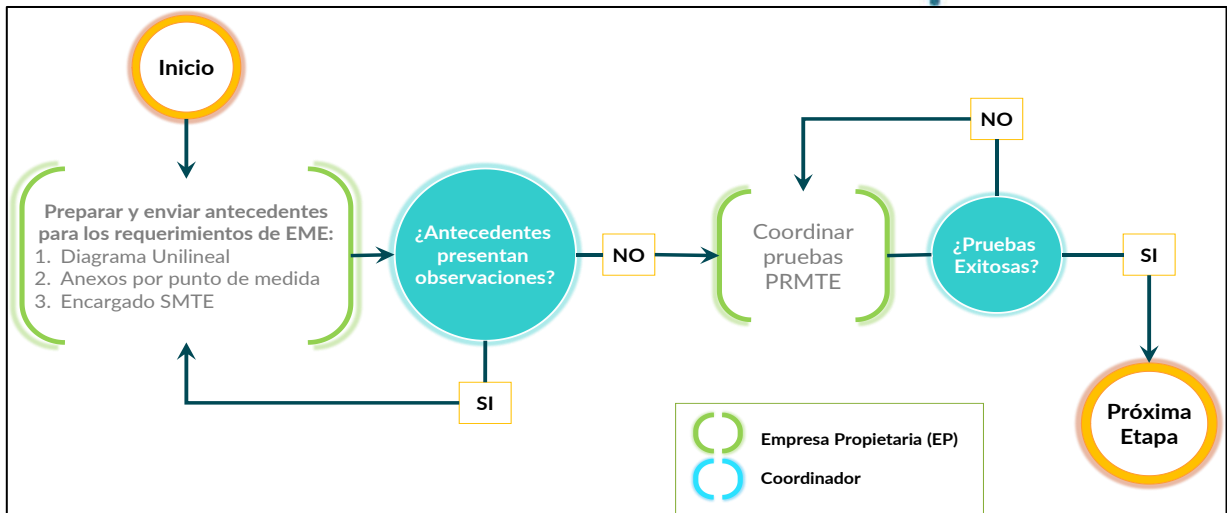 Inicio
Preparar y enviar antecedentes
para los requerimientos de EME:
1. Diagrama Unilineal
2. Anexos por punto de medida
3. Encargado SMTE
¿Antecedentes
presentan
observaciones?
SI
NO
Coordinar
pruebas
PRMTE
NO
¿Pruebas
Exitosas?
SI
Próxima
Etapa
Empresa Propietaria (EP)
Coordinador